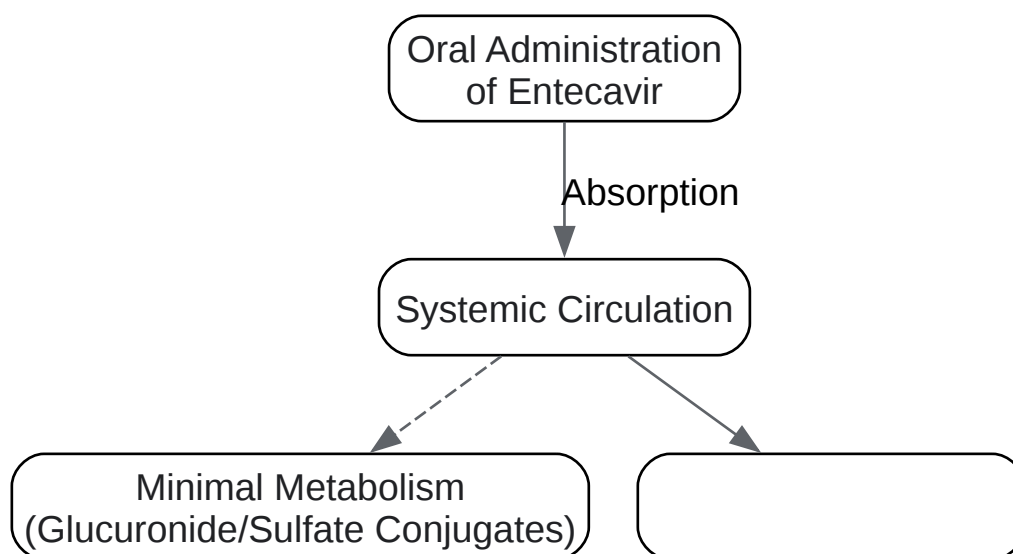 Oral Administration
of Entecavir
Absorption
Systemic Circulation
Minimal Metabolism
(Glucuronide/Sulfate Conjugates)